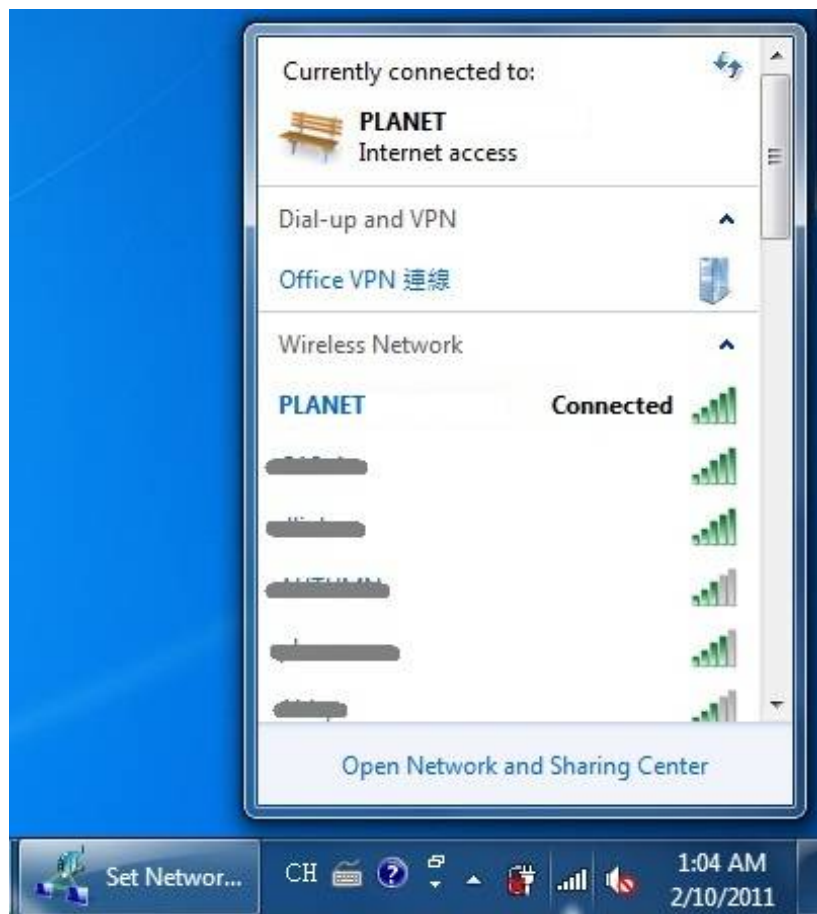 Currently connected to:
PLANET
Internet access
Dial-up and VPN
Office VPN 連線
Wireless Network
PLANET Connected
Open Network and Sharing Center
Set Networ... CH 1:04 AM
2/10/2011